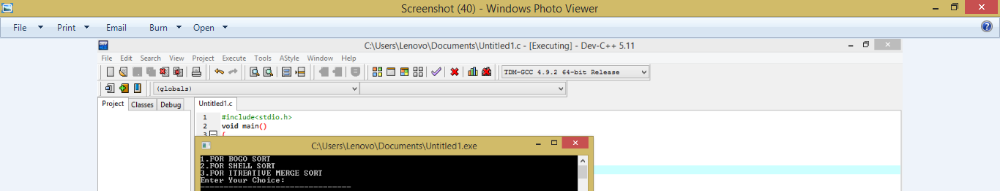 Screenshot (40) - Windows Photo Viewer
File Print Email Burn Open
C:\Users\Lenovo\Documents\Untitled1.c - [Executing] - Dev-C++ 5.11
File Edit Search View Project Execute Tools AStyle Window Help
TDM-GCC 4.9.2 64-bit Release
(globals)
Project Classes Debug Untitled1.c
1 #include<stdio.h>
2 void main()
3 {
C:\Users\Lenovo\Documents\Untitled1.exe
1.FOR BOGO SORT
2.FOR SHELL SORT
3.FOR ITREATIVE MERGE SORT
Enter Your Choice:
--------------------------------